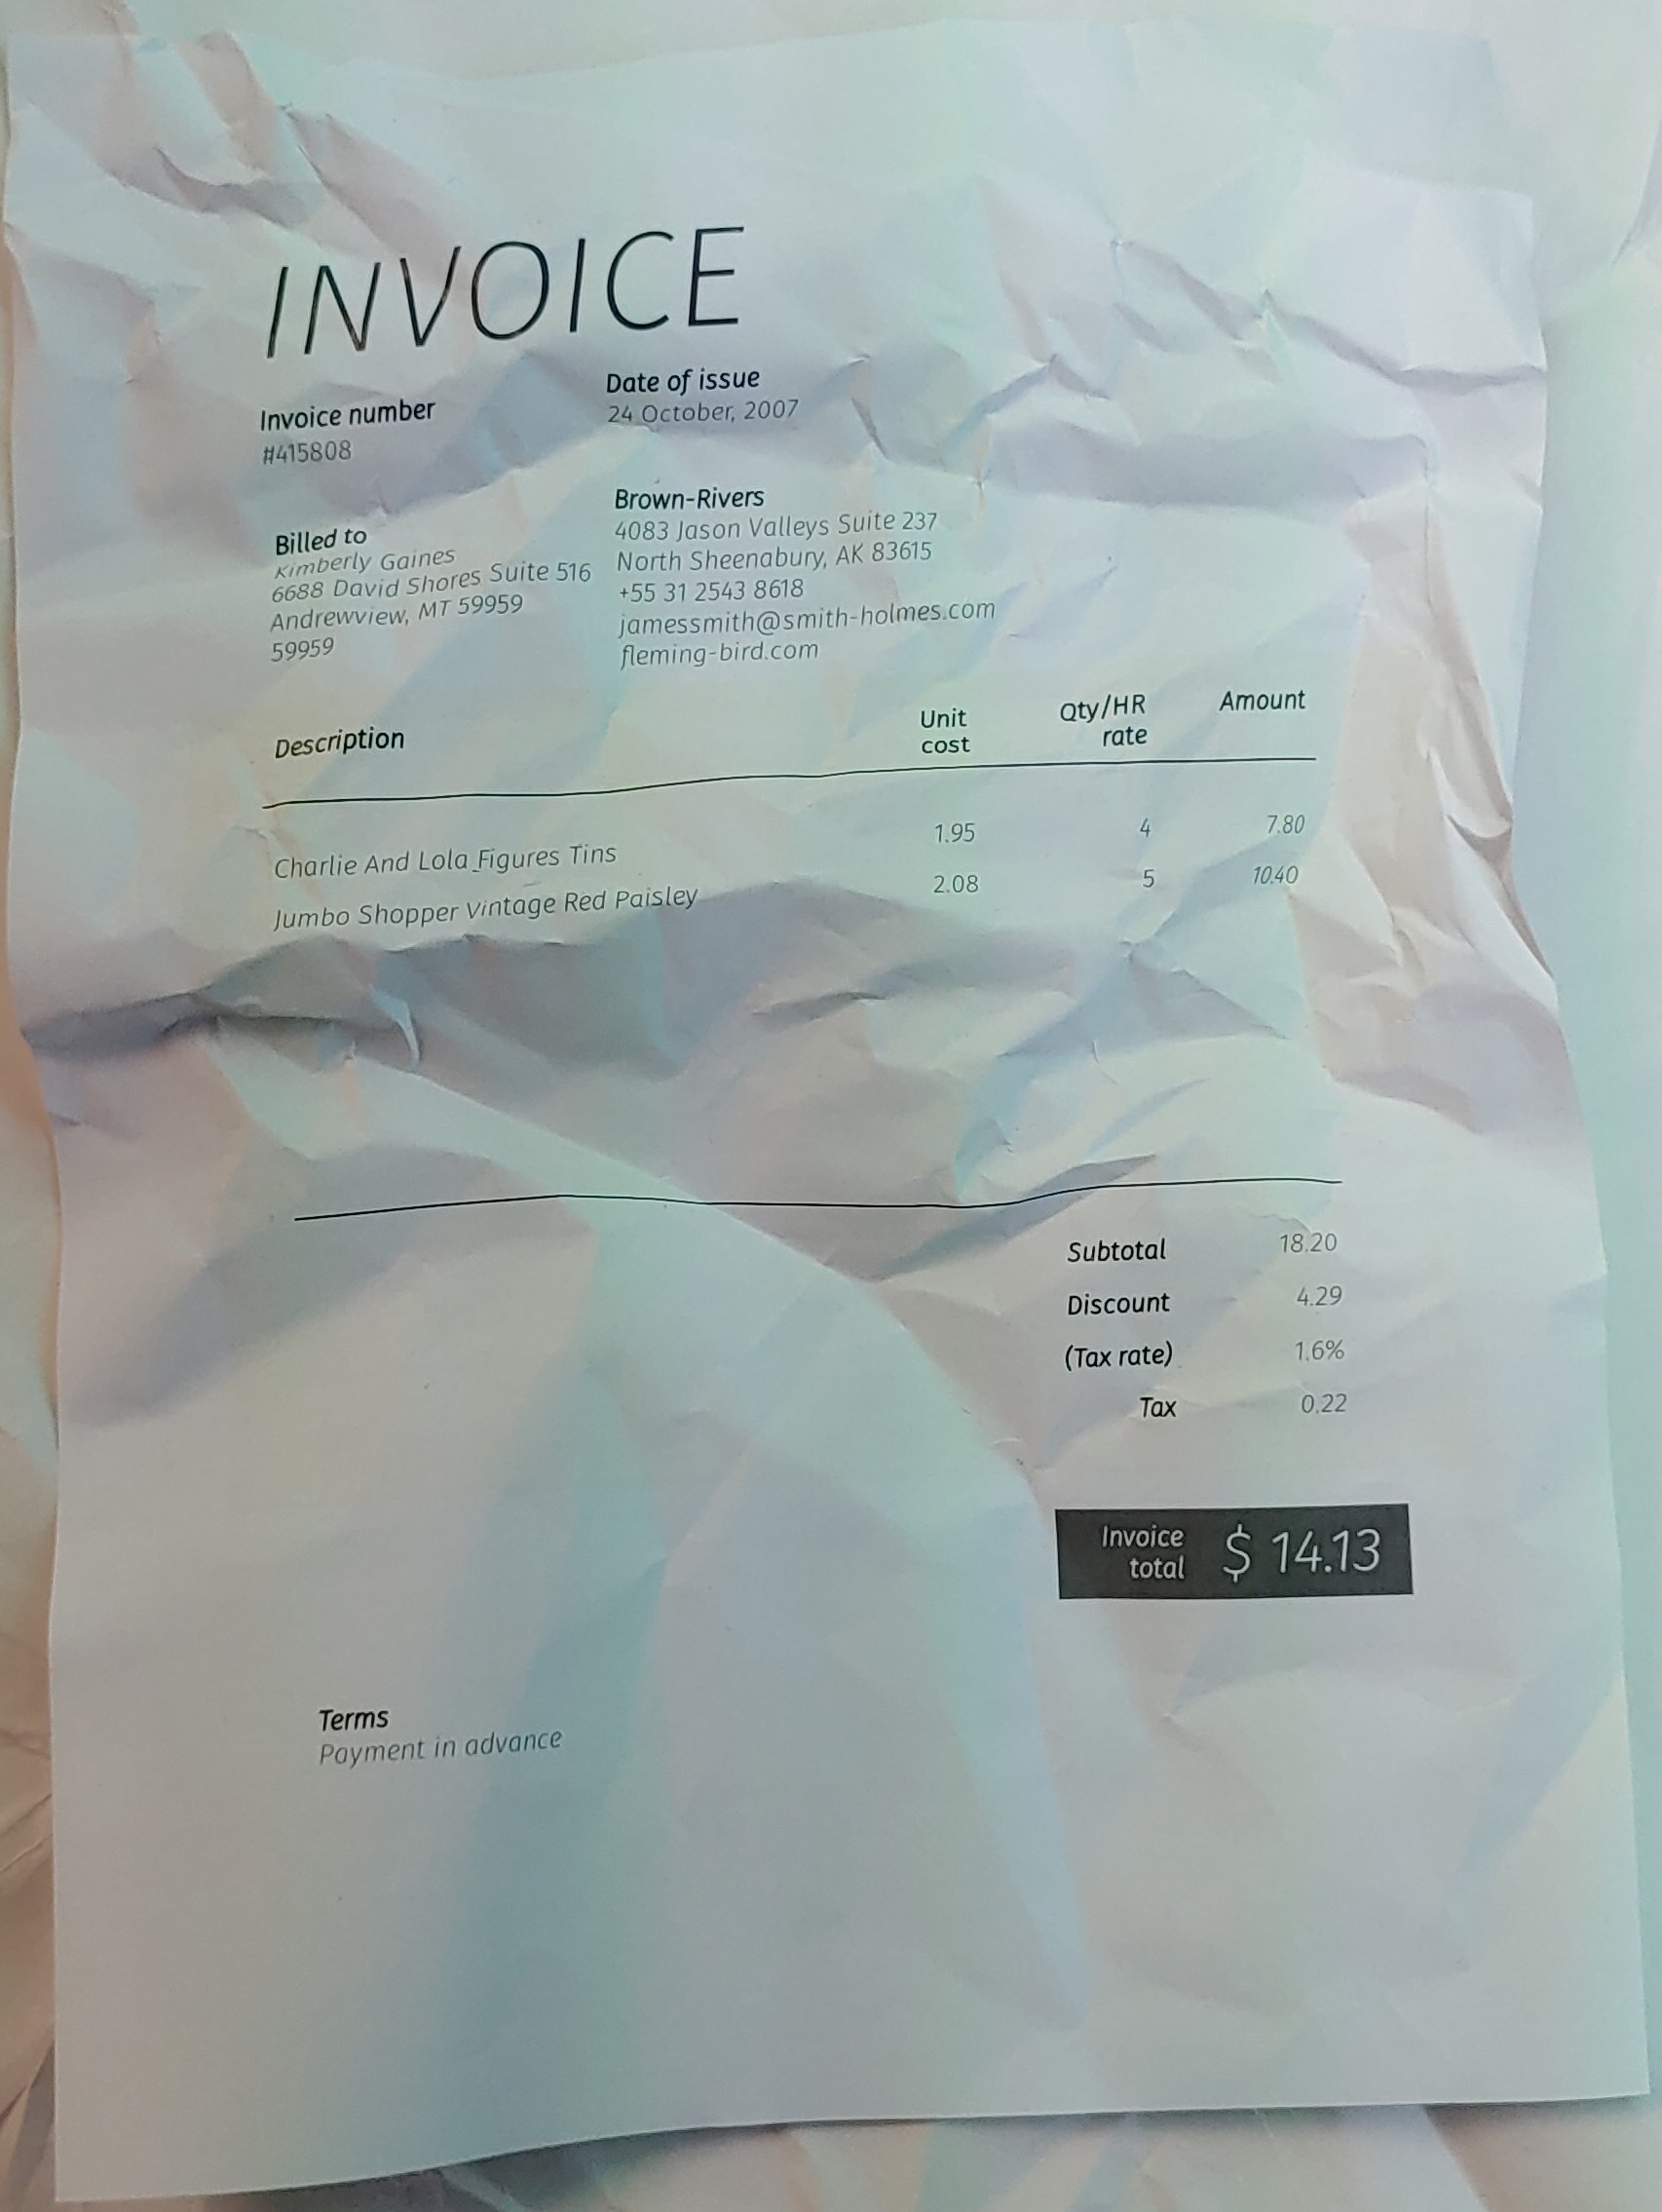 INVOICE
Invoice number
#415808
Date of issue
24 October, 2007
Billed to
Kimberly Gaines
6688 David Shores Suite 516
Andrewview, MT 59959
59959
Brown-Rivers
4083 Jason Valleys Suite 237
North Sheenabury, AK 83615
+55 31 2543 8618
jamessmith@smith-holmes.com
fleming-bird.com
Description Unit cost Qty/HR rate Amount
Charlie And Lola Figures Tins 1.95 4 7.80
Jumbo Shopper Vintage Red Paisley 2.08 5 10.40
Subtotal 18.20
Discount 4.29
(Tax rate) 1.6%
Tax 0.22
Invoice total $ 14.13
Terms
Payment in advance